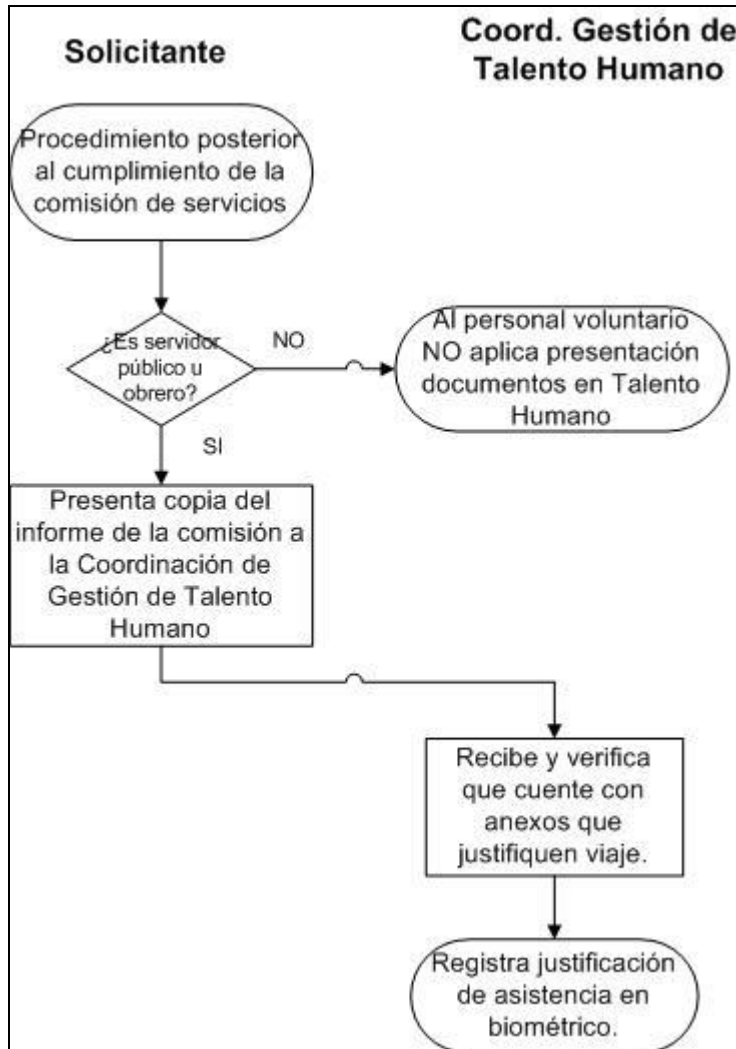 Solicitante
Coord. Gestión de
Talento Humano
Procedimiento posterior
al cumplimiento de la
comisión de servicios
¿Es servidor
público u
obrero?
NO
Al personal voluntario
NO aplica presentación
documentos en Talento
Humano
SI
Presenta copia del
informe de la comisión a
la Coordinación de
Gestión de Talento
Humano
Recibe y verifica
que cuente con
anexos que
justifiquen viaje.
Registra justificación
de asistencia en
biométrico.